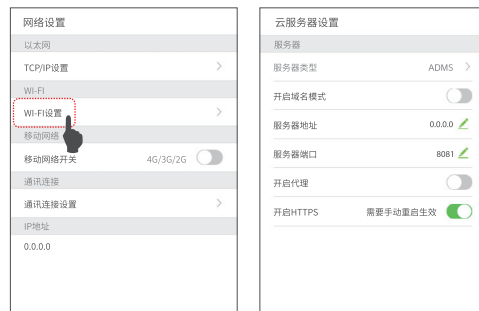 网络设置
以太网
TCP/IP设置
WI-FI
WI-FI设置
移动网络
移动网络开关 4G/3G/2G
通讯连接
通讯连接设置
IP地址
0.0.0.0
云服务器设置
服务器
服务器类型 ADMS
开启域名模式
服务器地址 0.0.0.0
服务器端口 8081
开启代理
开启HTTPS 需要手动重启生效